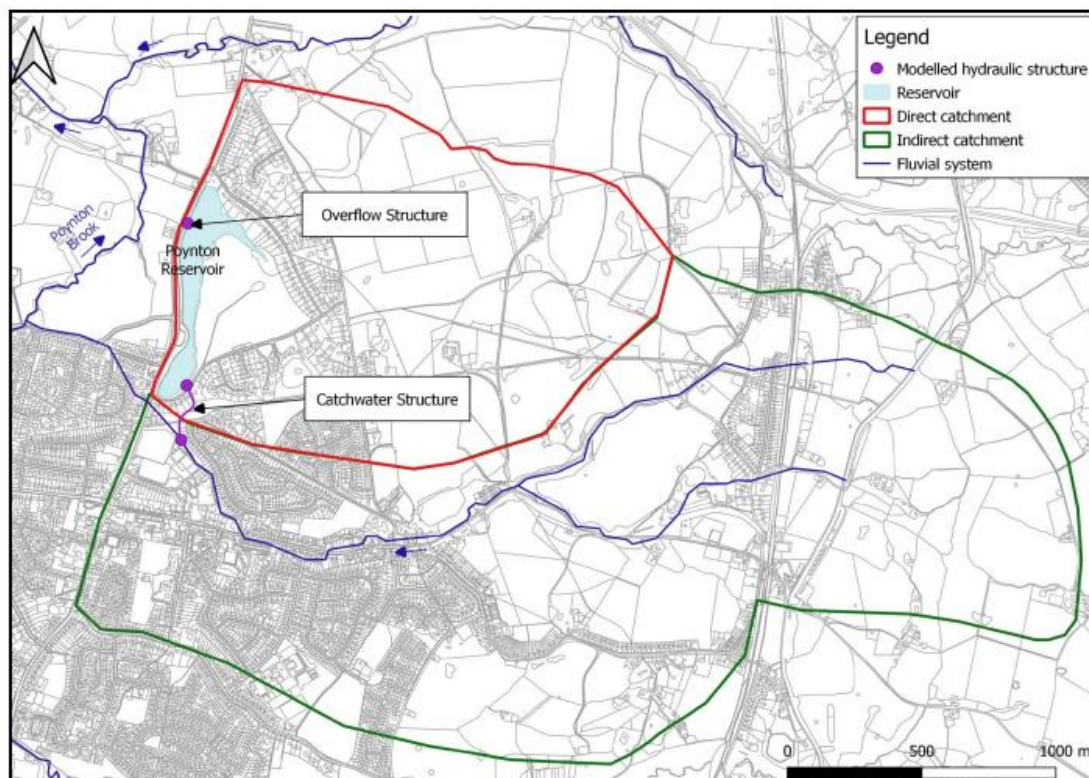 Legend
Modelled hydraulic structure
Reservoir
Direct catchment
Indirect catchment
Fluvial system
Overflow Structure
Poynton
Brook
Poynton
Reservoir
Catchwater Structure
0 500 1000 m